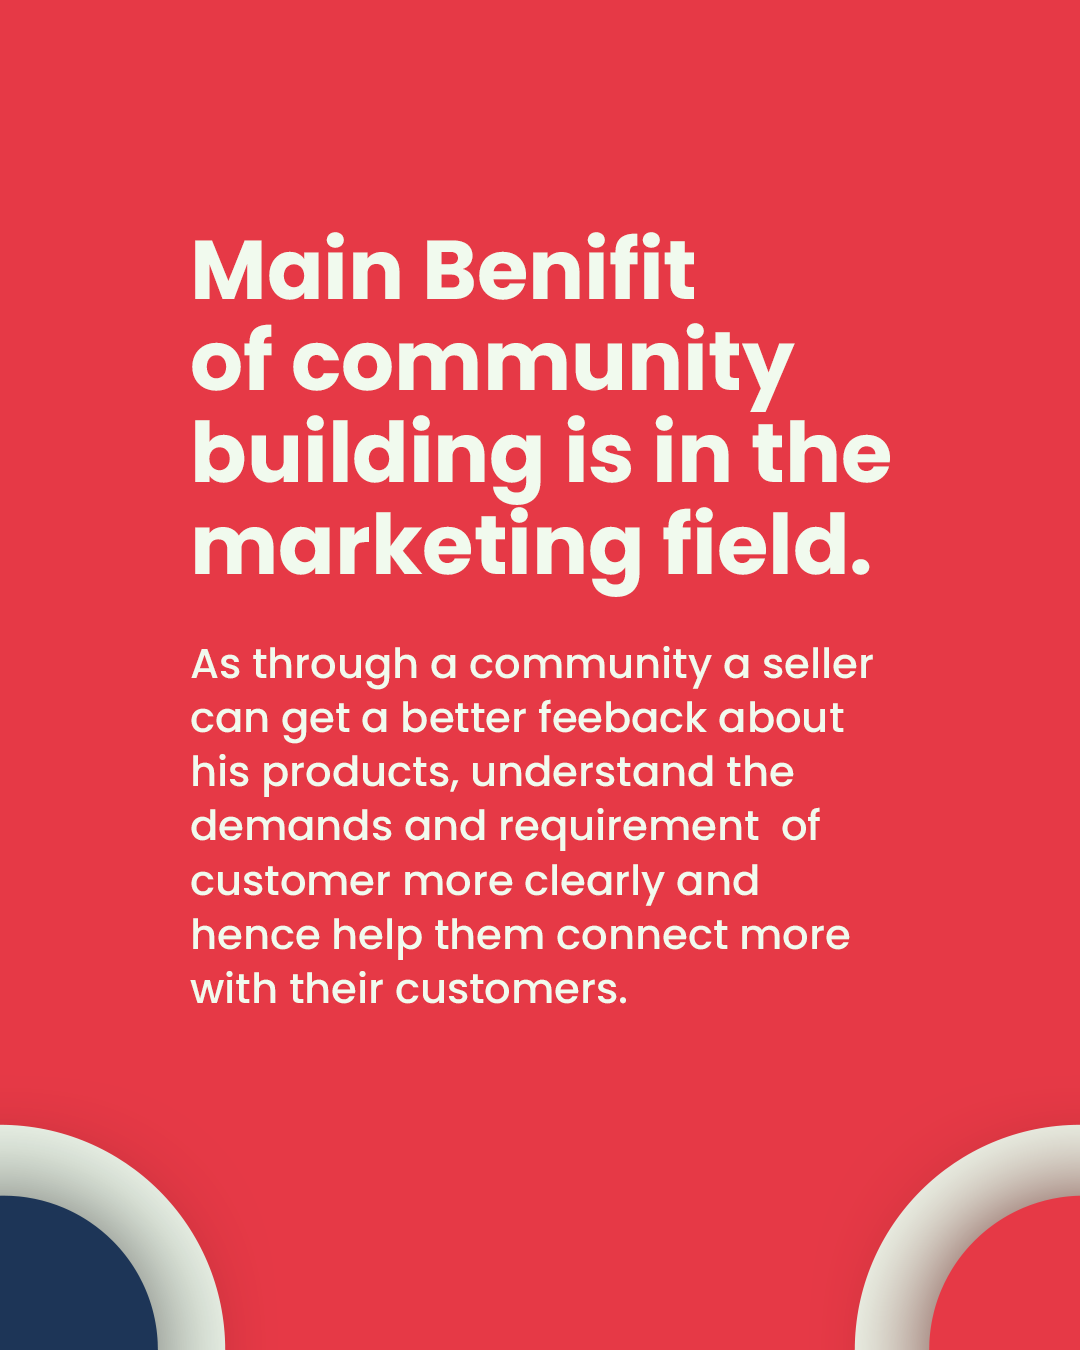 Main Benifit
of community
building is in the
marketing field.
As through a community a seller
can get a better feeback about
his products, understand the
demands and requirement  of
customer more clearly and
hence help them connect more
with their customers.